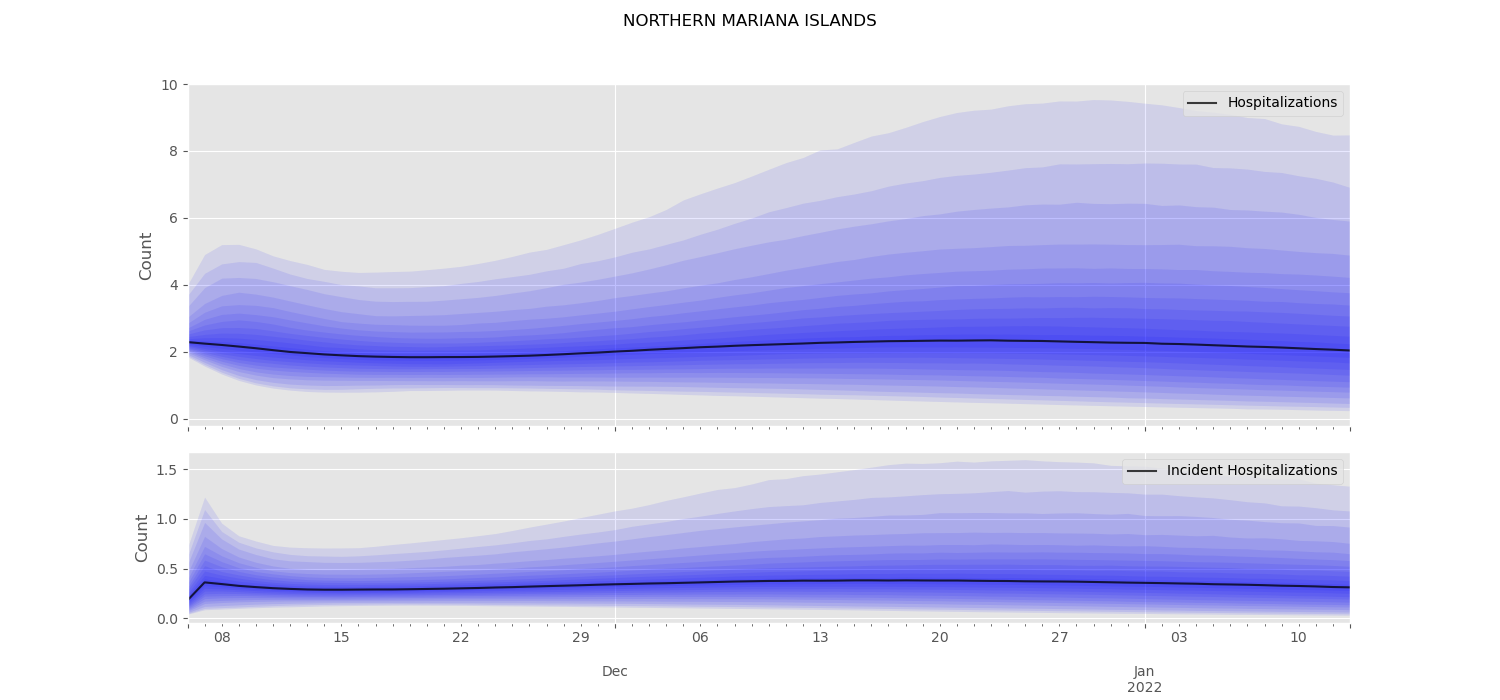 NORTHERN MARIANA ISLANDS
10
8
6
4
2
0
Count
Hospitalizations
1.5
1.0
0.5
0.0
Count
Incident Hospitalizations
08 15 22 29 06 13 20 27 03 10
Dec Jan
2022